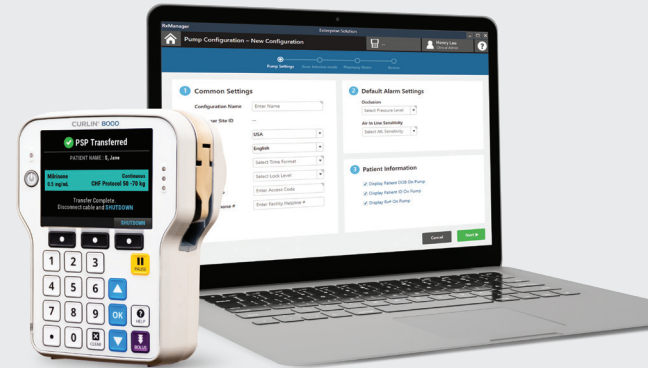 RxManager
Enterprise Solution
Pump Configuration – New Configuration
Nancy Lee
Clinical Admin
?
Pump Settings
Review
1 Common Settings
Configuration Name
Enter Name
Site ID
--
USA
English
Select Time Format
Select Lock Level
Enter Access Code
Enter Facility Helpline #
2 Default Alarm Settings
Occlusion
Select Pressure Level
Air In Line Sensitivity
Select AIL Sensitivity
3 Patient Information
Display Patient DOB On Pump
Display Patient ID On Pump
Display BSA On Pump
Cancel
Next
CURLIN® 8000
PSP Transferred
PATIENT NAME : S, Jane
Milrinone
Continuous
0.5 mg/mL
CHF Protocol 50 -70 kg
Transfer Complete.
Disconnect cable and SHUTDOWN
SHUTDOWN
1 2 3
PAUSE
4 5 6
7 8 9 OK ?
HELP
• 0 X
CLEAR
BOLUS